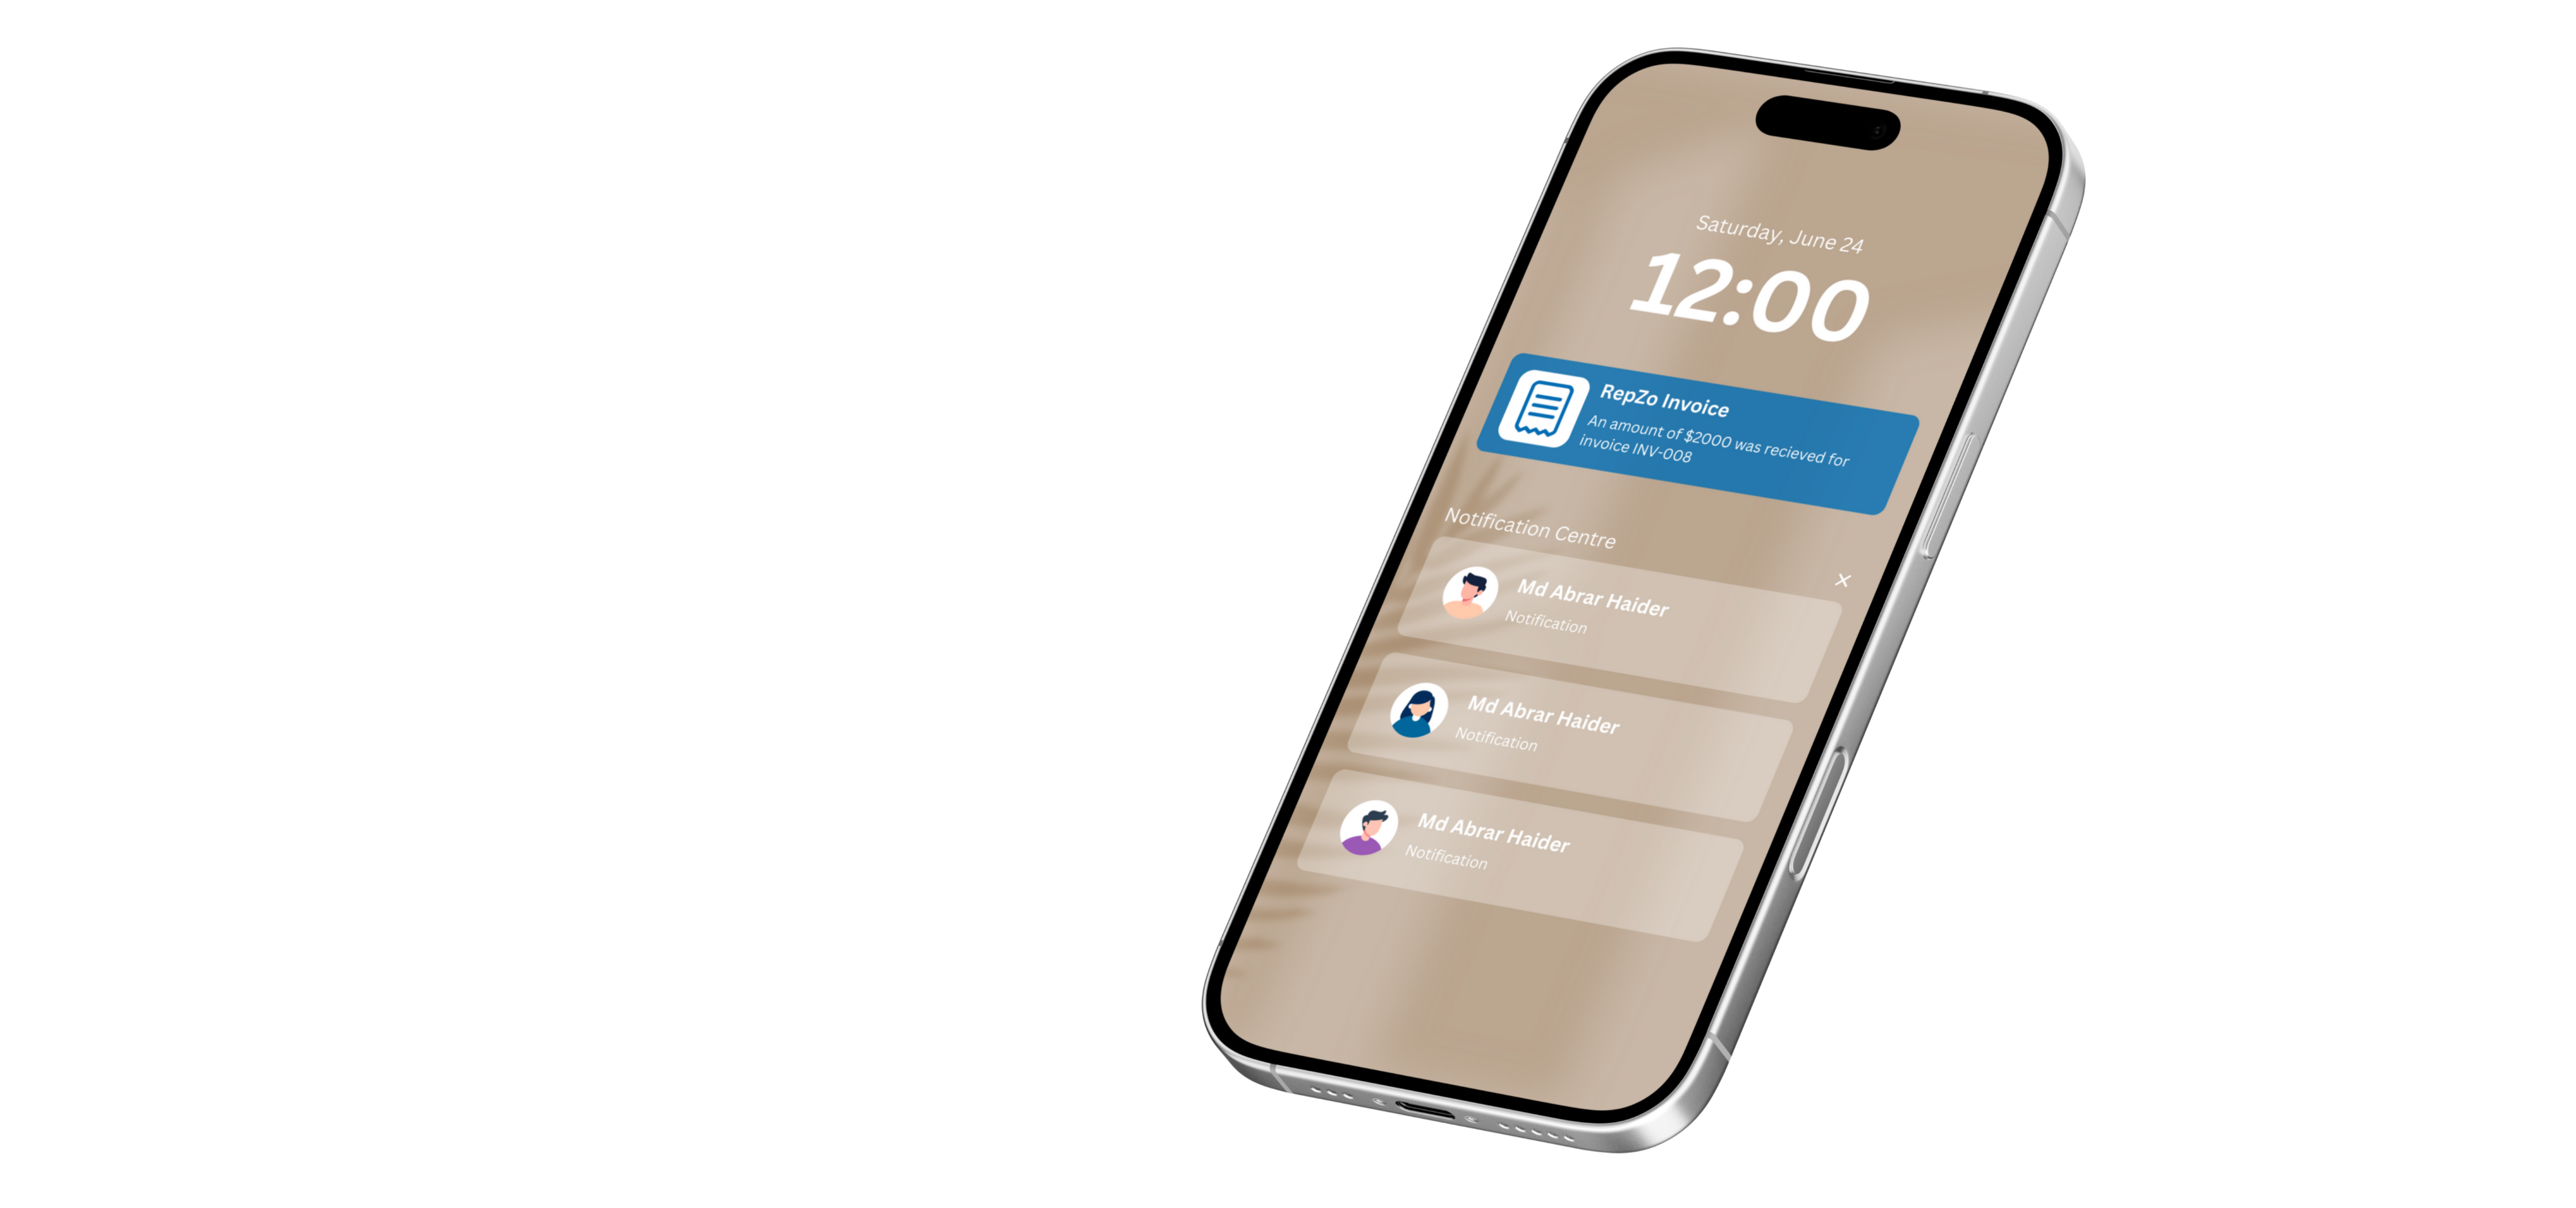 Saturday, June 24
12:00
RepZo Invoice
An amount of $2000 was recieved for
invoice INV-008
Notification Centre
Md Abrar Haider
Notification
Md Abrar Haider
Notification
Md Abrar Haider
Notification